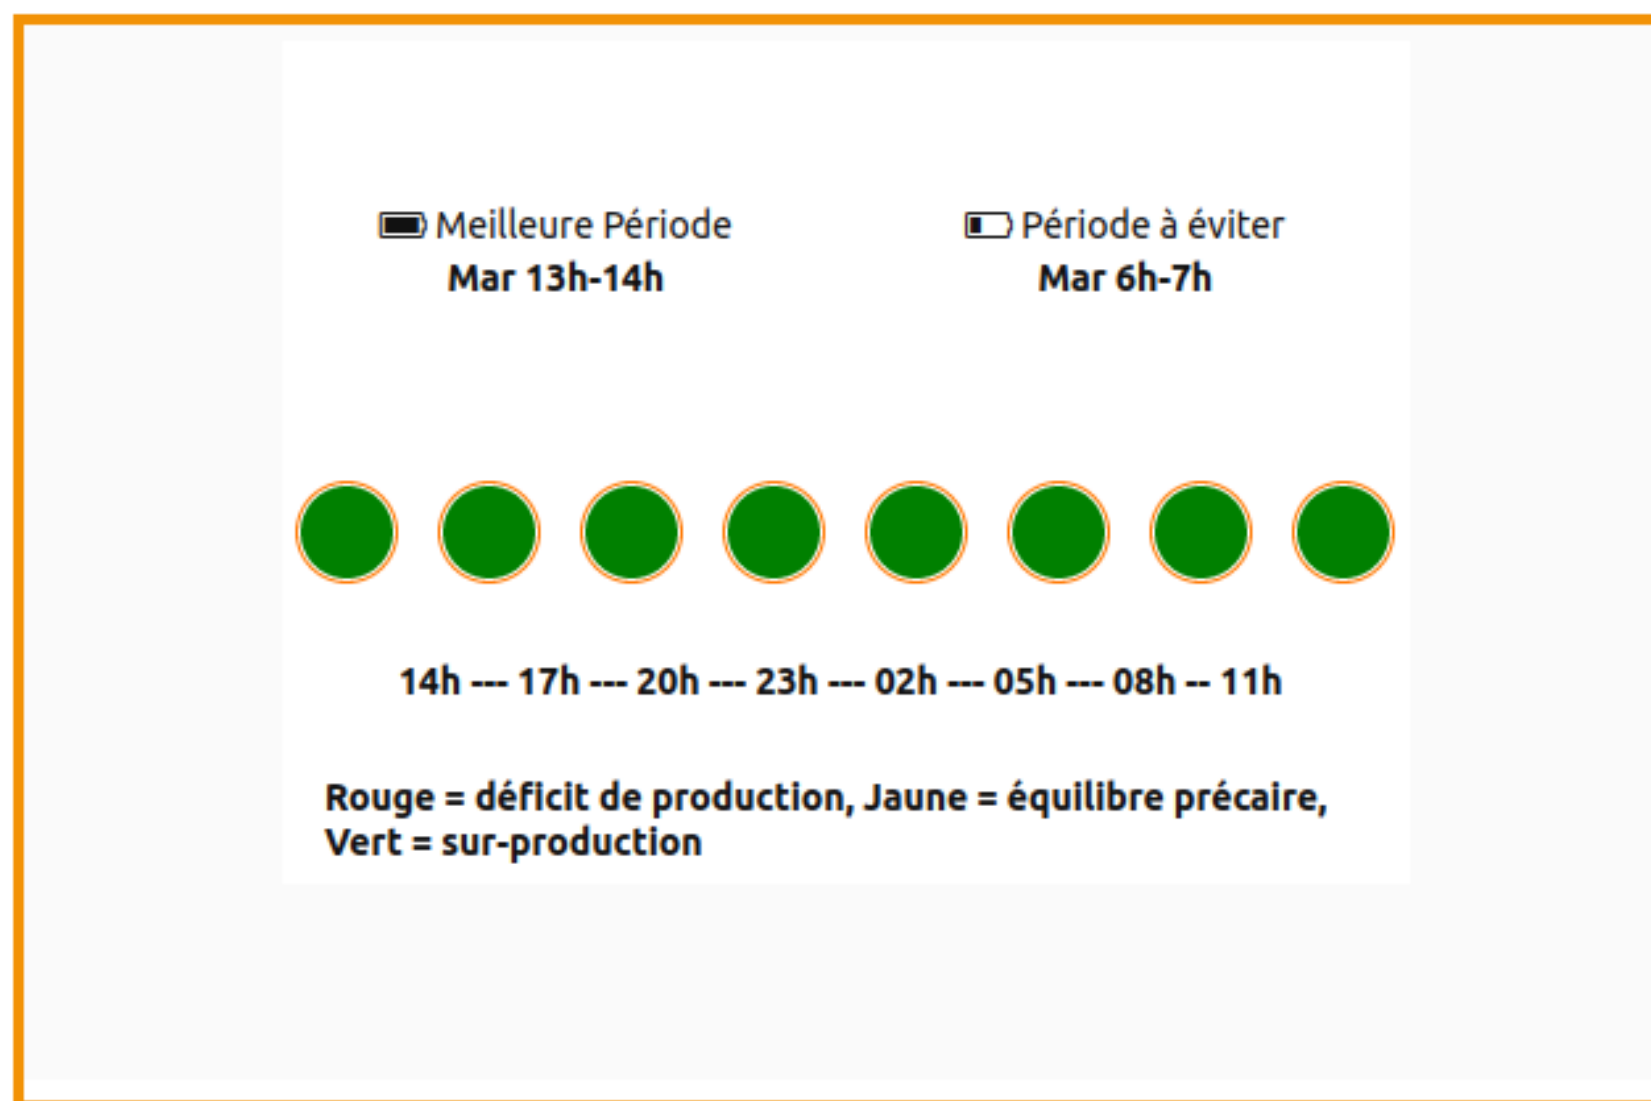 Meilleure Période
Mar 13h-14h
Période à éviter
Mar 6h-7h
14h --- 17h --- 20h --- 23h --- 02h --- 05h --- 08h -- 11h
Rouge = déficit de production, Jaune = équilibre précaire,
Vert = sur-production